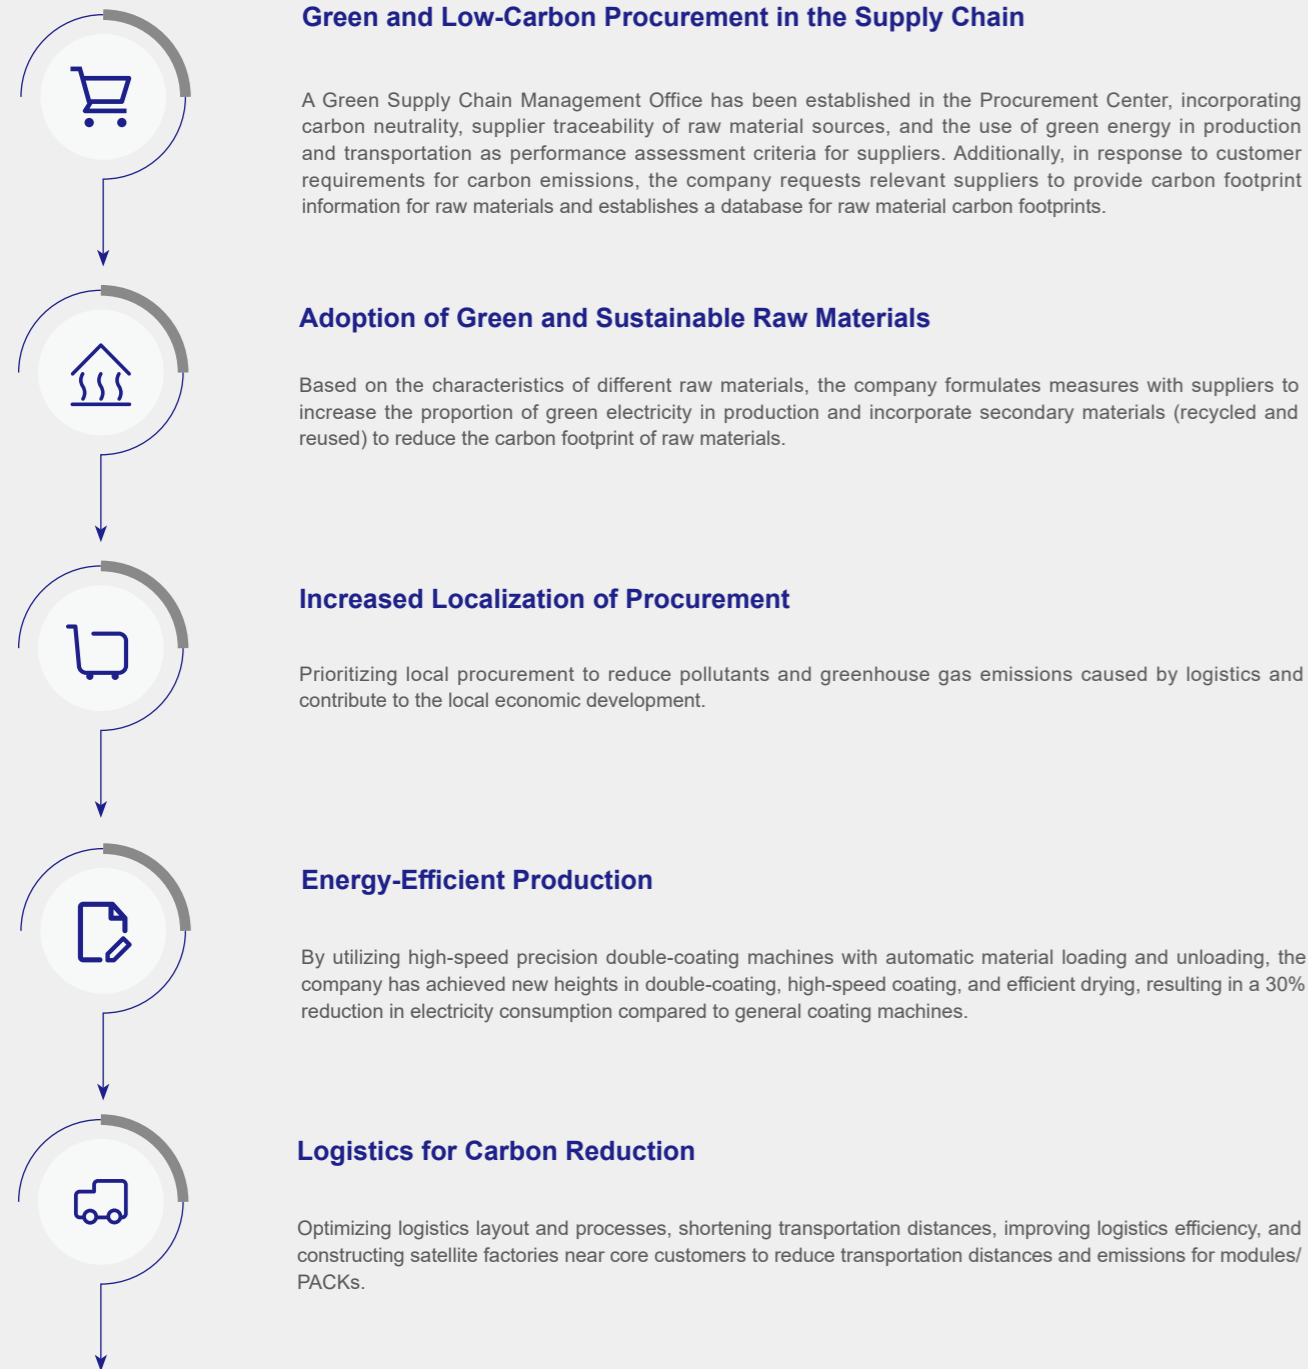 Green and Low-Carbon Procurement in the Supply Chain
A Green Supply Chain Management Office has been established in the Procurement Center, incorporating
carbon neutrality, supplier traceability of raw material sources, and the use of green energy in production
and transportation as performance assessment criteria for suppliers. Additionally, in response to customer
requirements for carbon emissions, the company requests relevant suppliers to provide carbon footprint
information for raw materials and establishes a database for raw material carbon footprints.
Adoption of Green and Sustainable Raw Materials
Based on the characteristics of different raw materials, the company formulates measures with suppliers to
increase the proportion of green electricity in production and incorporate secondary materials (recycled and
reused) to reduce the carbon footprint of raw materials.
Increased Localization of Procurement
Prioritizing local procurement to reduce pollutants and greenhouse gas emissions caused by logistics and
contribute to the local economic development.
Energy-Efficient Production
By utilizing high-speed precision double-coating machines with automatic material loading and unloading, the
company has achieved new heights in double-coating, high-speed coating, and efficient drying, resulting in a 30%
reduction in electricity consumption compared to general coating machines.
Logistics for Carbon Reduction
Optimizing logistics layout and processes, shortening transportation distances, improving logistics efficiency, and
constructing satellite factories near core customers to reduce transportation distances and emissions for modules/
PACKs.